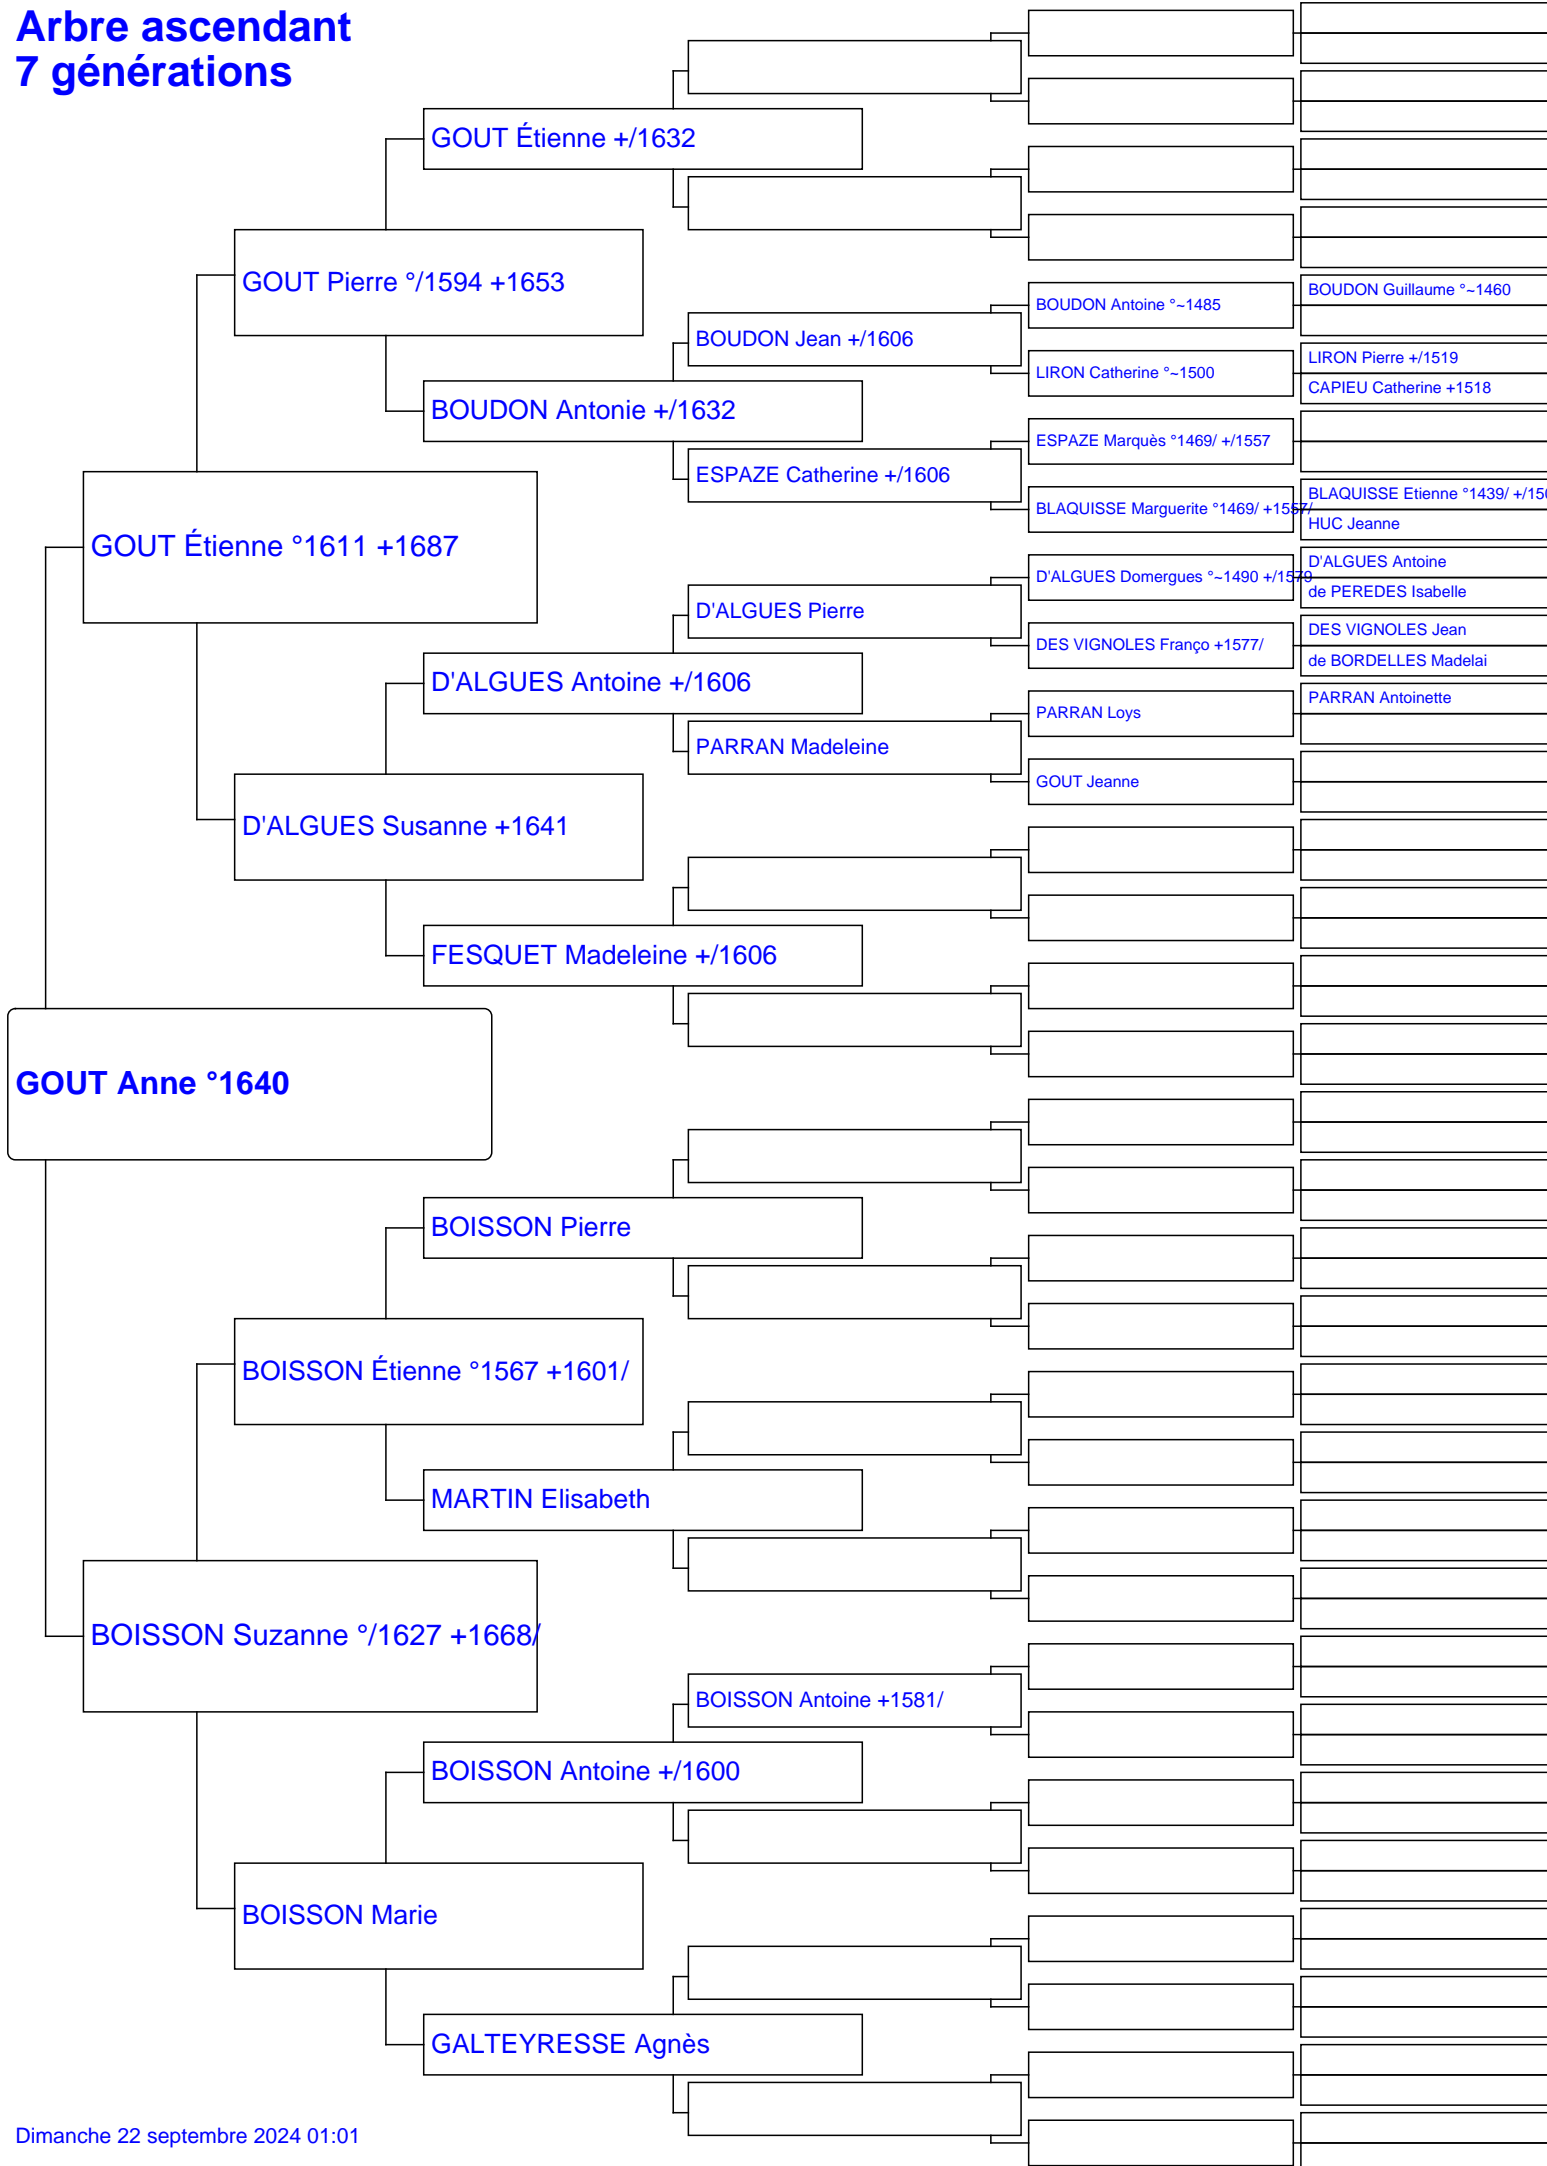 Arbre ascendant
7 générations
GOUT Étienne +/1632
GOUT Pierre °/1594 +1653
BOUDON Guillaume °~1460
BOUDON Antoine °~1485
BOUDON Jean +/1606
LIRON Pierre +/1519
LIRON Catherine °~1500
CAPIEU Catherine +1518
BOUDON Antonie +/1632
ESPAZE Marquès °1469/ +/1557
ESPAZE Catherine +/1606
BLAQUISSE Etienne °1439/ +/150
BLAQUISSE Marguerite °1469/ +1557/
HUC Jeanne
GOUT Étienne °1611 +1687
D'ALGUES Antoine
D'ALGUES Domergues °~1490 +/1579
de PEREDES Isabelle
D'ALGUES Pierre
DES VIGNOLES Jean
DES VIGNOLES Franço +1577/
de BORDELLES Madelai
D'ALGUES Antoine +/1606
PARRAN Antoinette
PARRAN Loys
PARRAN Madeleine
GOUT Jeanne
D'ALGUES Susanne +1641
FESQUET Madeleine +/1606
GOUT Anne °1640
BOISSON Pierre
BOISSON Étienne °1567 +1601/
MARTIN Elisabeth
BOISSON Suzanne °/1627 +1668/
BOISSON Antoine +1581/
BOISSON Antoine +/1600
BOISSON Marie
GALTEYRESSE Agnès
Dimanche 22 septembre 2024 01:01